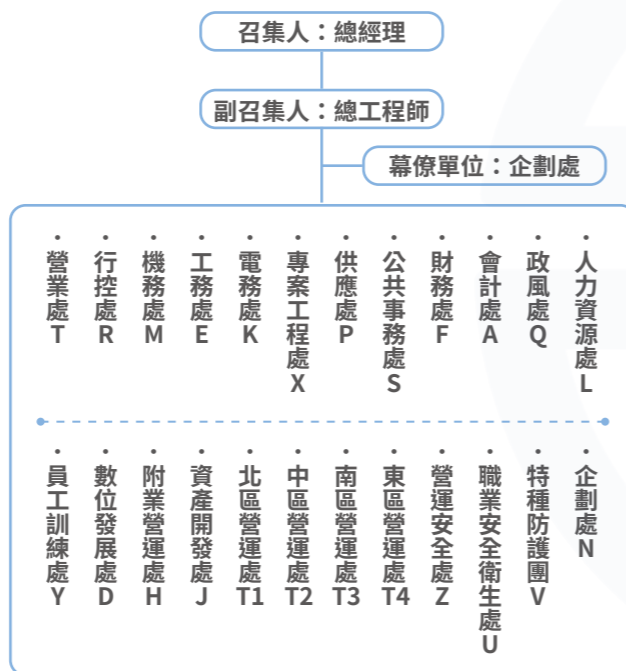 召集人：總經理
副召集人：總工程師
幕僚單位：企劃處
・營業處T
・行控處R
・機務處M
・工務處E
・電務處K
・專案工程處X
・供應處P
・公共事務處S
・財務處F
・會計處A
・政風處Q
・人力資源處L
・員工訓練處Y
・數位發展處D
・附業營運處H
・資產開發處J
・北區營運處T1
・中區營運處T2
・南區營運處T3
・東區營運處T4
・營運安全處Z
・職業安全衛生處U
・特種防護團V
・企劃處N